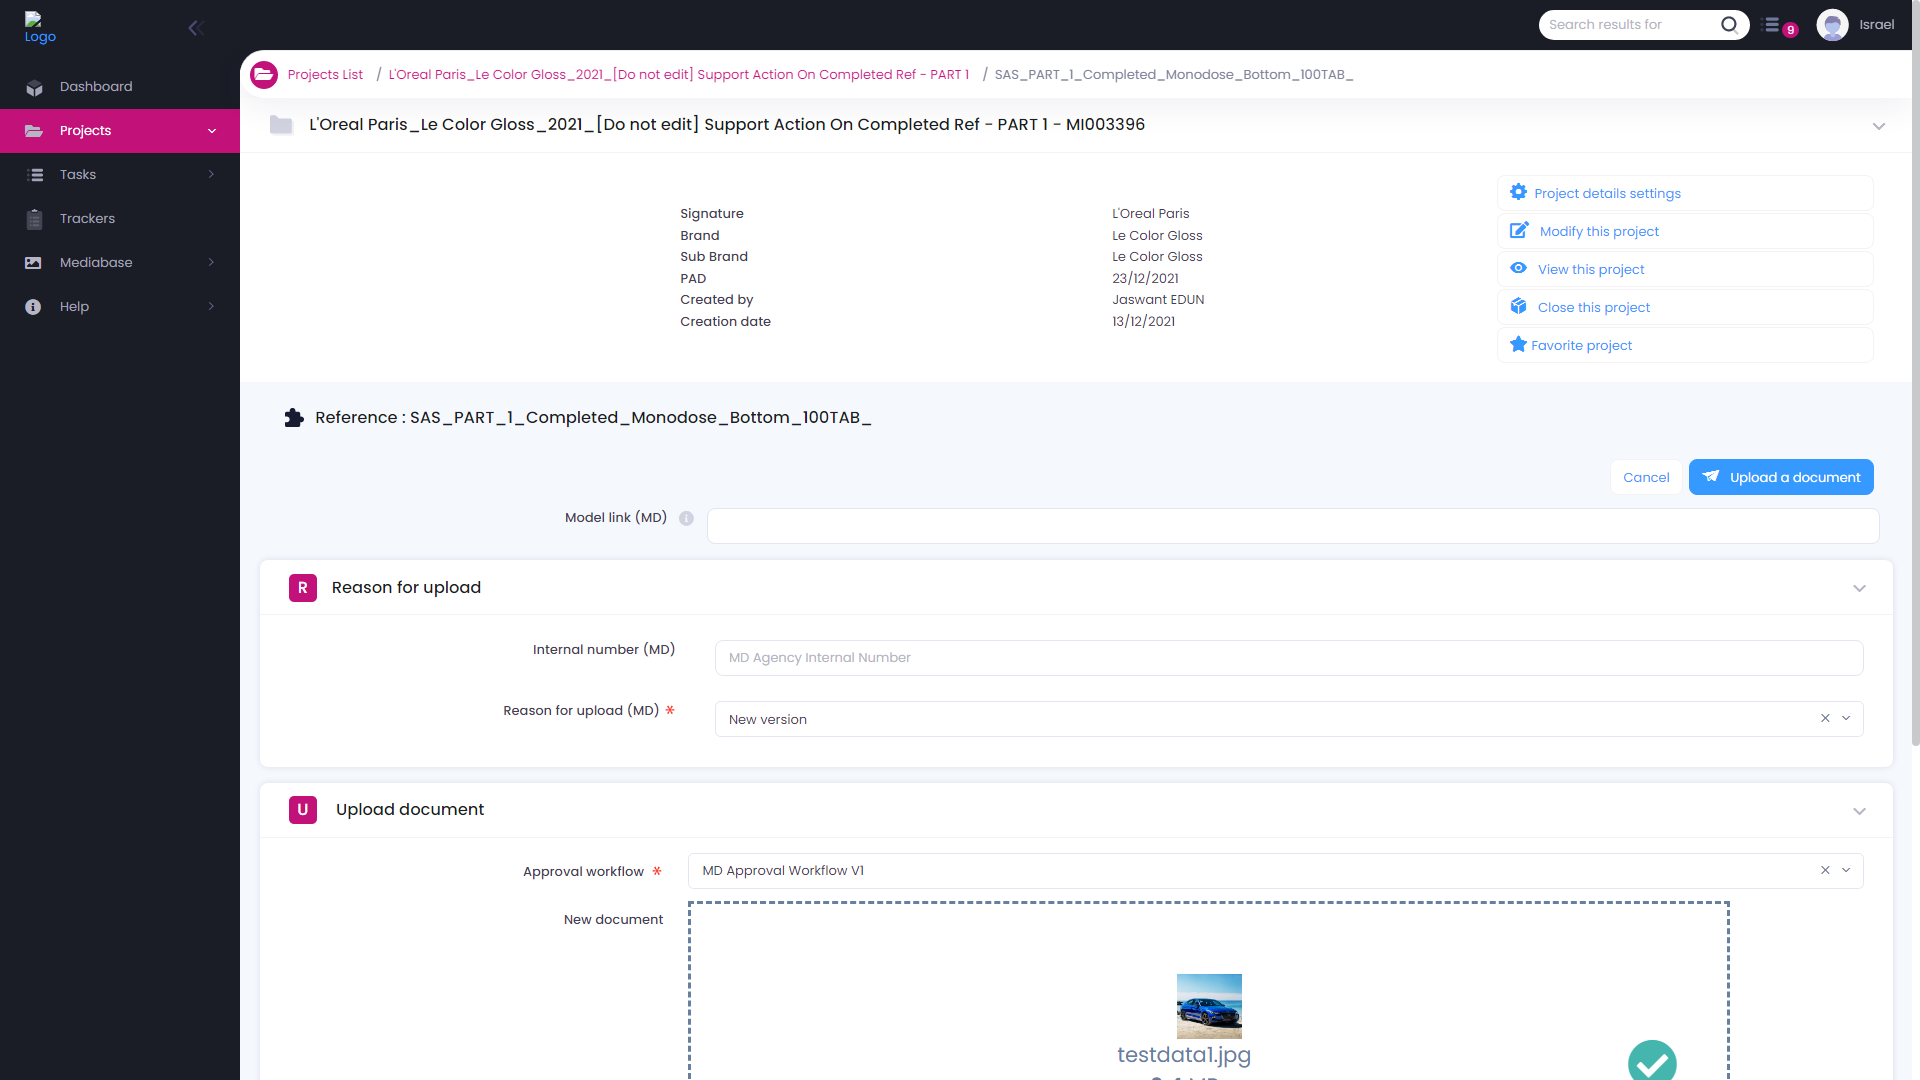 Logo
Search results for
9
Israel
Dashboard
Projects
Tasks
Trackers
Mediabase
Help
Projects List / L'Oreal Paris_Le Color Gloss_2021_[Do not edit] Support Action On Completed Ref - PART 1 / SAS_PART_1_Completed_Monodose_Bottom_100TAB_
L'Oreal Paris_Le Color Gloss_2021_[Do not edit] Support Action On Completed Ref - PART 1 - MI003396
Signature L'Oreal Paris
Brand Le Color Gloss
Sub Brand Le Color Gloss
PAD 23/12/2021
Created by Jaswant EDUN
Creation date 13/12/2021
Project details settings
Modify this project
View this project
Close this project
Favorite project
Reference : SAS_PART_1_Completed_Monodose_Bottom_100TAB_
Cancel
Upload a document
Model link (MD)
R Reason for upload
Internal number (MD) MD Agency Internal Number
Reason for upload (MD) * New version
U Upload document
Approval workflow * MD Approval Workflow V1
New document
testdata1.jpg